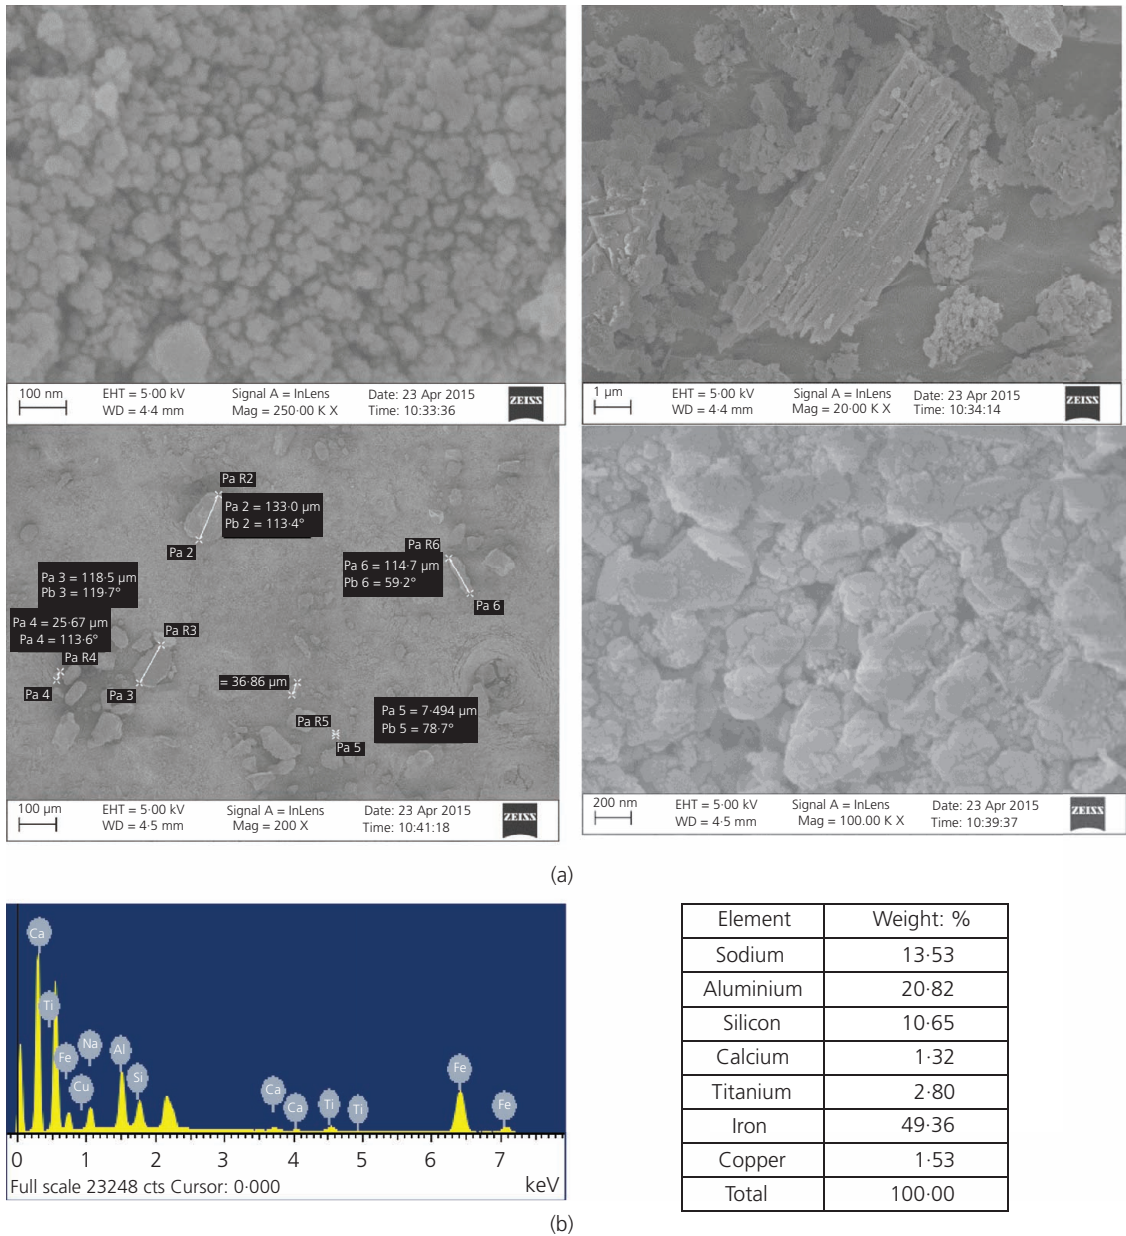 100 nm
EHT = 5·00 kV
Signal A = InLens
Date: 23 Apr 2015
WD = 4·4 mm
Mag = 250·00 K X
Time: 10:33:36
ZEISS
1 µm
EHT = 5·00 kV
Signal A = InLens
Date: 23 Apr 2015
WD = 4·4 mm
Mag = 20·00 K X
Time: 10:34:14
ZEISS
Pa R2
Pa 2 = 133·0 µm
Pb 2 = 113·4°
Pa 2
Pa R6
Pa 6 = 114·7 µm
Pb 6 = 59·2°
Pa 6
Pa 3 = 118·5 µm
Pb 3 = 119·7°
Pa 4 = 25·67 µm
Pa 4 = 113·6°
Pa R3
Pa R4
Pa 4
Pa 3
= 36·86 µm
Pa R5
Pa 5 = 7·494 µm
Pb 5 = 78·7°
Pa 5
100 µm
EHT = 5·00 kV
Signal A = InLens
Date: 23 Apr 2015
WD = 4·5 mm
Mag = 200 X
Time: 10:41:18
ZEISS
200 nm
EHT = 5·00 kV
Signal A = InLens
Date: 23 Apr 2015
WD = 4·5 mm
Mag = 100.00 K X
Time: 10:39:37
ZEISS
(a)
Ca
Ti
Fe
Na
Cu
Al
Si
Ca
Ca
Ti
Ti
Fe
Fe
0 1 2 3 4 5 6 7
Full scale 23248 cts Cursor: 0·000
keV
Element Weight: %
Sodium 13·53
Aluminium 20·82
Silicon 10·65
Calcium 1·32
Titanium 2·80
Iron 49·36
Copper 1·53
Total 100·00
(b)